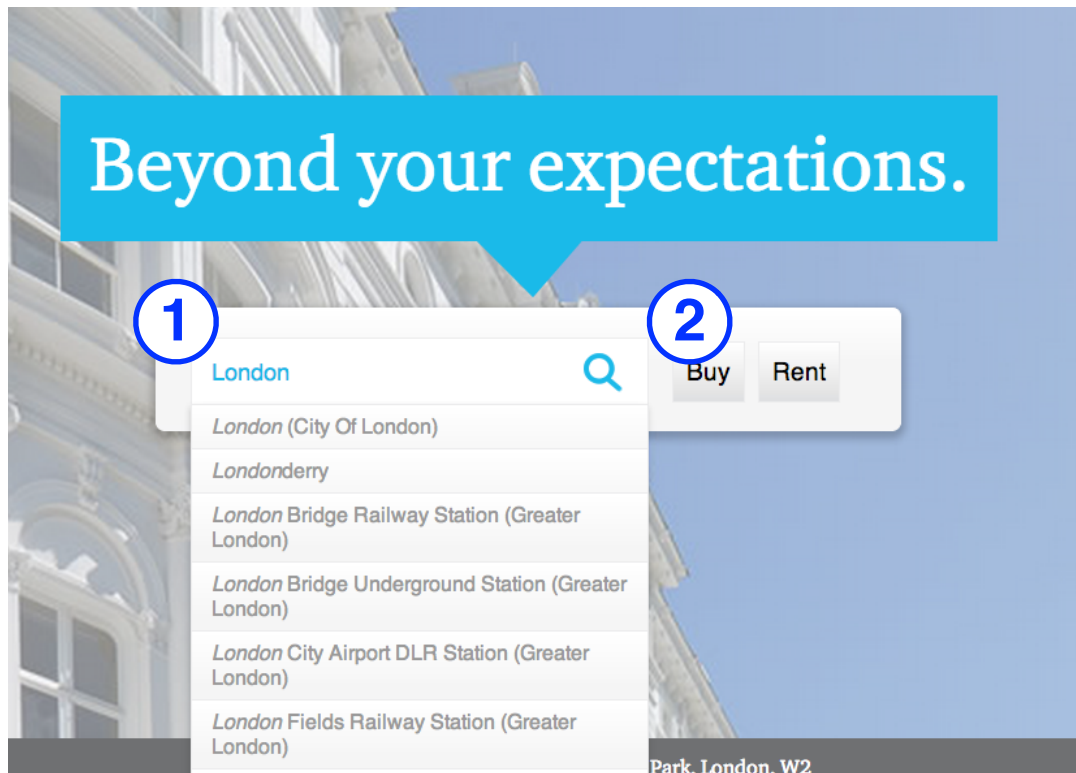 Beyond your expectations.
1
2
London
Buy
Rent
London (City Of London)
Londonderry
London Bridge Railway Station (Greater
London)
London Bridge Underground Station (Greater
London)
London City Airport DLR Station (Greater
London)
London Fields Railway Station (Greater
London)
Park, London, W2